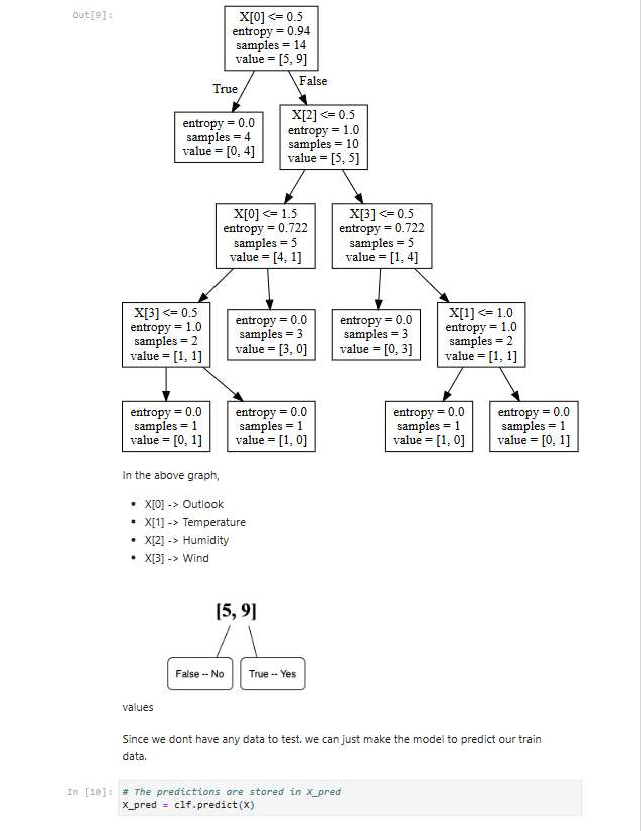 Out[9]:
X[0] <= 0.5
entropy = 0.94
samples = 14
value = [5, 9]
True
False
entropy = 0.0
samples = 4
value = [0, 4]
X[2] <= 0.5
entropy = 1.0
samples = 10
value = [5, 5]
X[0] <= 1.5
entropy = 0.722
samples = 5
value = [4, 1]
X[3] <= 0.5
entropy = 0.722
samples = 5
value = [1, 4]
X[3] <= 0.5
entropy = 1.0
samples = 2
value = [1, 1]
entropy = 0.0
samples = 3
value = [3, 0]
entropy = 0.0
samples = 3
value = [0, 3]
X[1] <= 1.0
entropy = 1.0
samples = 2
value = [1, 1]
entropy = 0.0
samples = 1
value = [0, 1]
entropy = 0.0
samples = 1
value = [1, 0]
entropy = 0.0
samples = 1
value = [1, 0]
entropy = 0.0
samples = 1
value = [0, 1]
In the above graph,
• X[0] -> Outlook
• X[1] -> Temperature
• X[2] -> Humidity
• X[3] -> Wind
[5, 9]
False -- No
True -- Yes
values
Since we dont have any data to test. we can just make the model to predict our train
data.
In [10]:
# The predictions are stored in X_pred
X_pred = clf.predict(X)